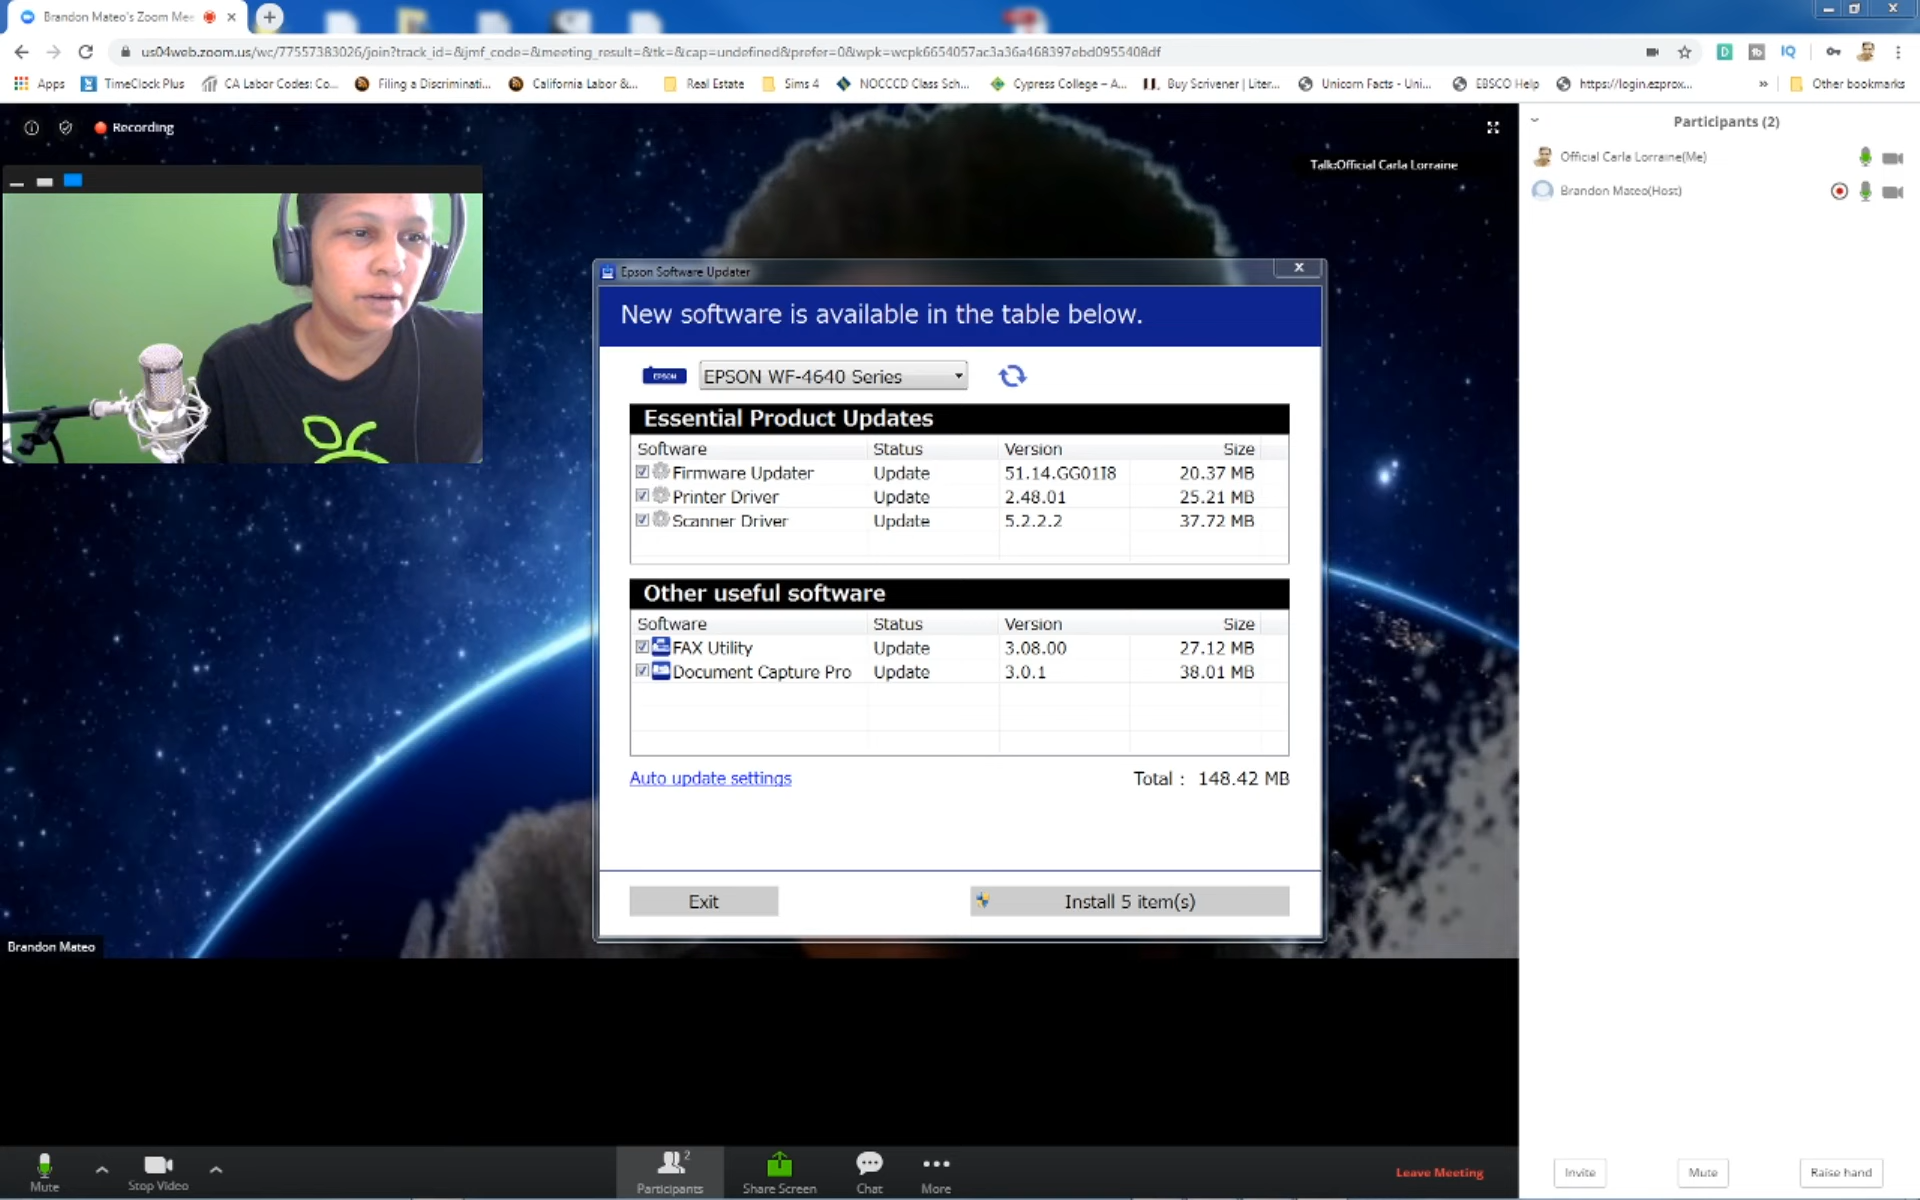 Brandon Mateo's Zoom Mee
us04web.zoom.us/wc/77557383026/join?track_id=&jmf_code=&meeting_result=&tk=&cap=undefined&prefer=0&wpk=wcpk6654057ac3a36a468397ebd0955408df
Apps TimeClock Plus CA Labor Codes: Co... Filing a Discriminati... California Labor &... Real Estate Sims 4 NOCCCD Class Sch... Cypress College – A... Buy Scrivener | Liter... Unicorn Facts - Uni... EBSCO Help https://login.ezprox... » Other bookmarks
Recording
Talk:Official Carla Lorraine
Participants (2)
Official Carla Lorraine(Me)
Brandon Mateo(Host)
Epson Software Updater
New software is available in the table below.
EPSON EPSON WF-4640 Series
Essential Product Updates
Software Status Version Size
Firmware Updater Update 51.14.GG01I8 20.37 MB
Printer Driver Update 2.48.01 25.21 MB
Scanner Driver Update 5.2.2.2 37.72 MB
Other useful software
Software Status Version Size
FAX Utility Update 3.08.00 27.12 MB
Document Capture Pro Update 3.0.1 38.01 MB
Auto update settings Total : 148.42 MB
Exit Install 5 item(s)
Brandon Mateo
Mute Stop Video Participants 2 Share Screen Chat More Leave Meeting
Invite Mute Raise hand